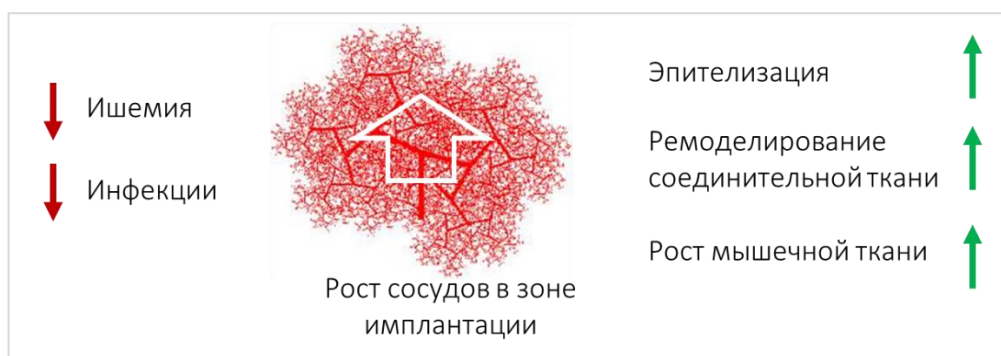 Ишемия
Инфекции
Рост сосудов в зоне
имплантации
Эпителизация
Ремоделирование
соединительной ткани
Рост мышечной ткани